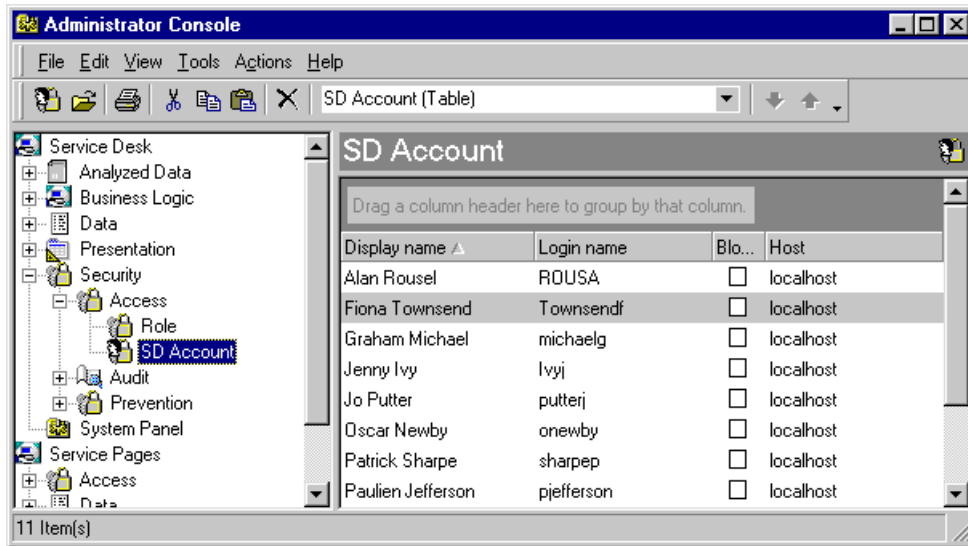 Administrator Console
File Edit View Tools Actions Help
SD Account (Table)
Service Desk
Analyzed Data
Business Logic
Data
Presentation
Security
Access
Role
SD Account
Audit
Prevention
System Panel
Service Pages
Access
Data
SD Account
Drag a column header here to group by that column.
Display name Login name Blo... Host
Alan Rousel ROUSA localhost
Fiona Townsend Townsendf localhost
Graham Michael michaelg localhost
Jenny Ivy Ivyj localhost
Jo Putter putterj localhost
Oscar Newby onewby localhost
Patrick Sharpe sharpep localhost
Paulien Jefferson pjefferson localhost
11 Item(s)